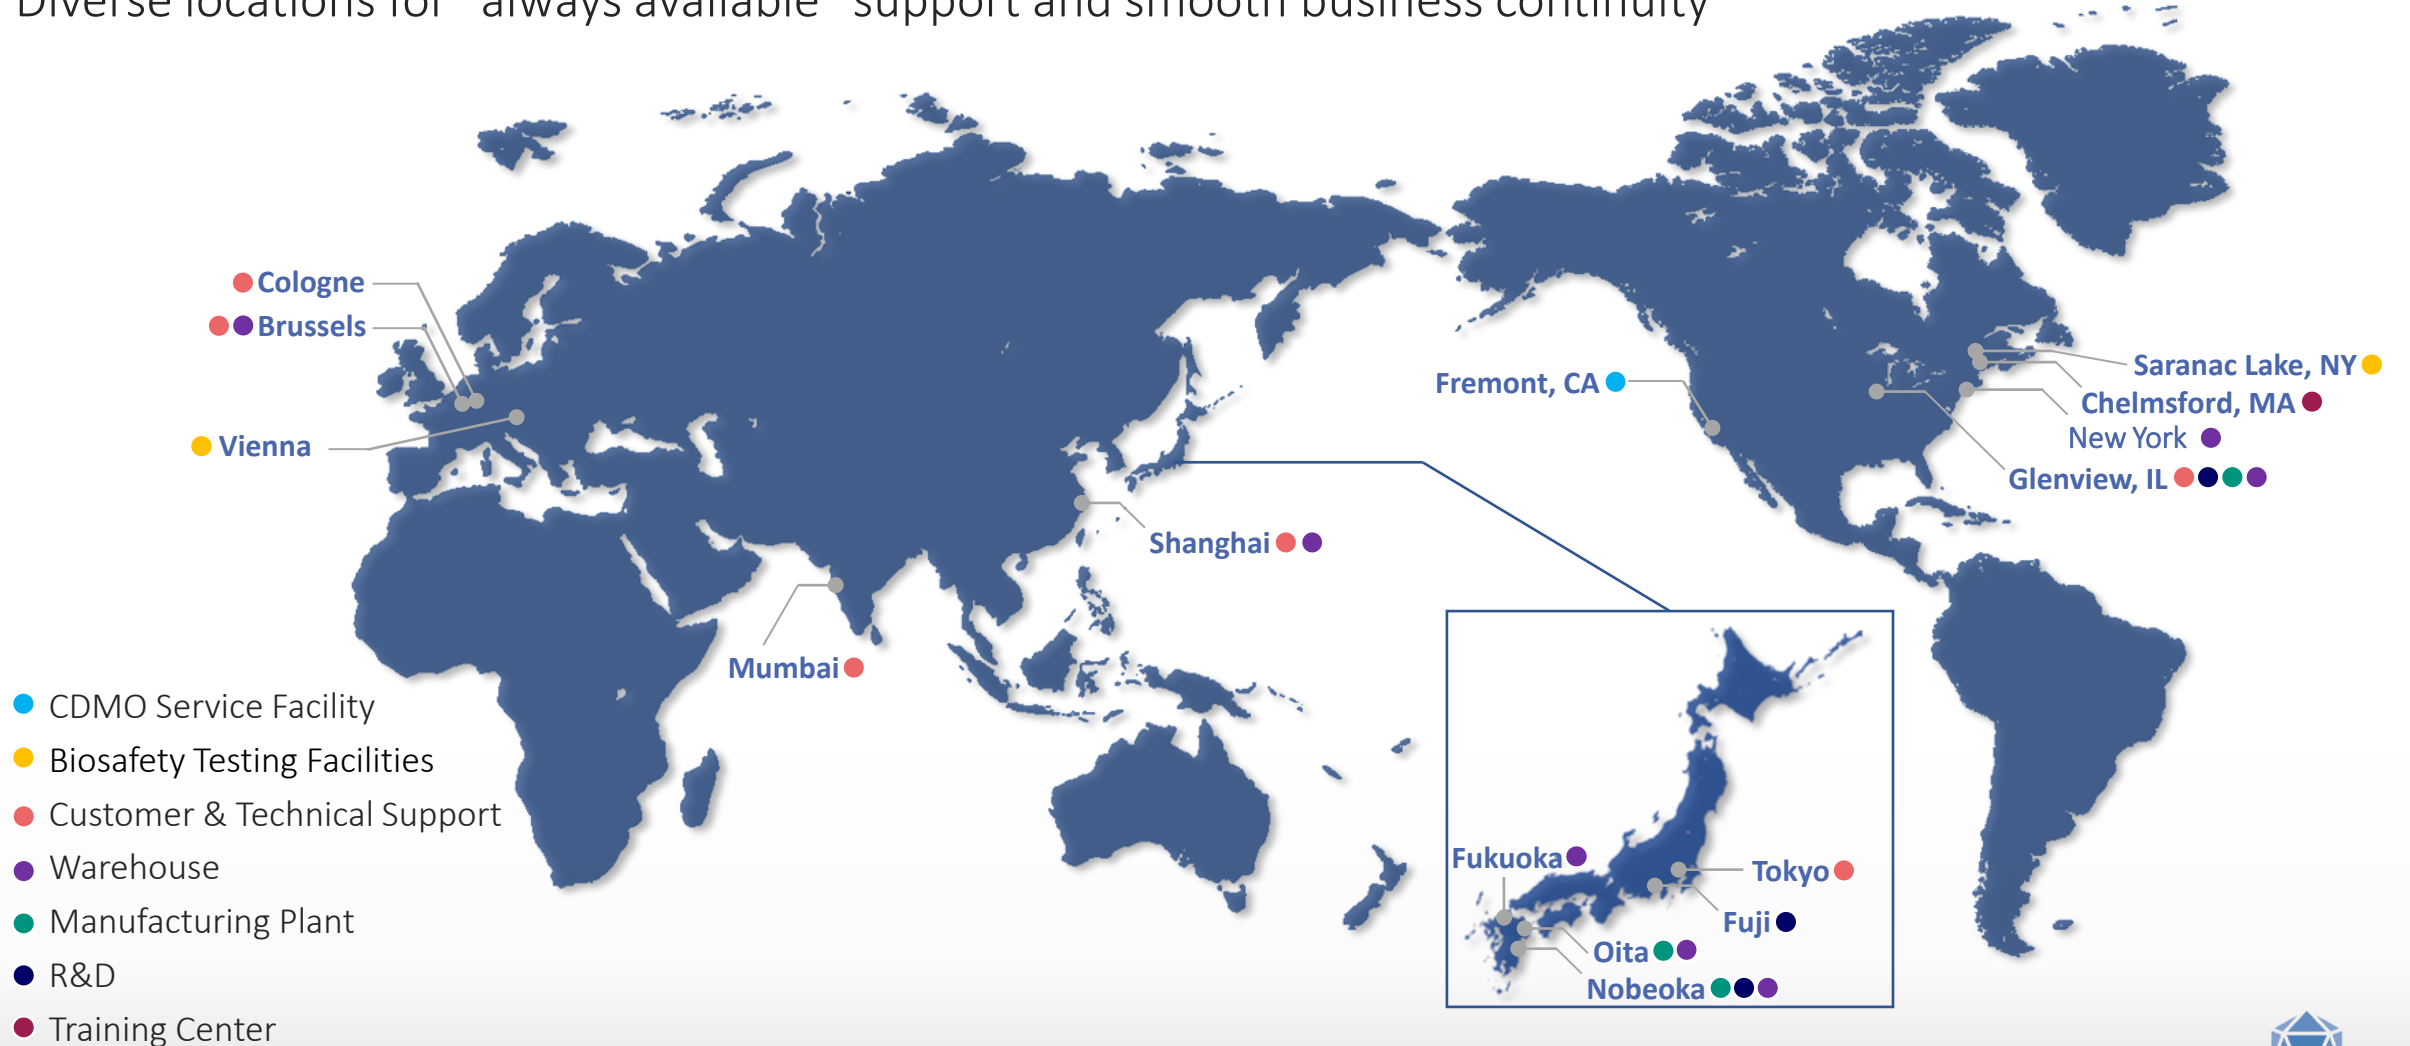 Diverse locations for "always available" support and smooth business continuity
Cologne
Brussels
Vienna
Fremont, CA
Saranac Lake, NY
Chelmsford, MA
New York
Glenview, IL
Shanghai
Mumbai
Fukuoka
Tokyo
Fuji
Oita
Nobeoka
CDMO Service Facility
Biosafety Testing Facilities
Customer & Technical Support
Warehouse
Manufacturing Plant
R&D
Training Center